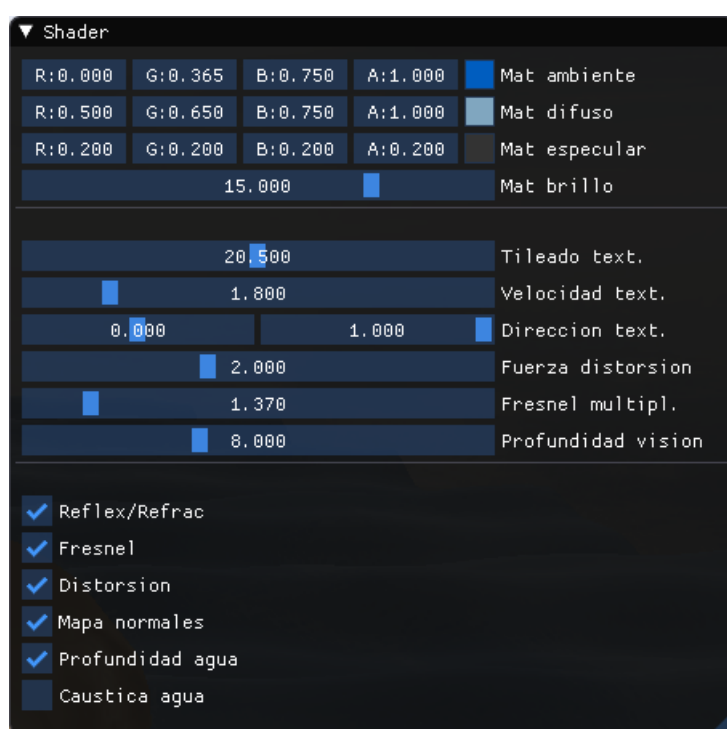 Shader
R:0.000 G:0.365 B:0.750 A:1.000 Mat ambiente
R:0.500 G:0.650 B:0.750 A:1.000 Mat difuso
R:0.200 G:0.200 B:0.200 A:0.200 Mat especular
15.000 Mat brillo
20.500 Tileado text.
1.800 Velocidad text.
0.000 1.000 Direccion text.
2.000 Fuerza distorsion
1.370 Fresnel multipl.
8.000 Profundidad vision
Reflex/Refrac
Fresnel
Distorsion
Mapa normales
Profundidad agua
Caustica agua